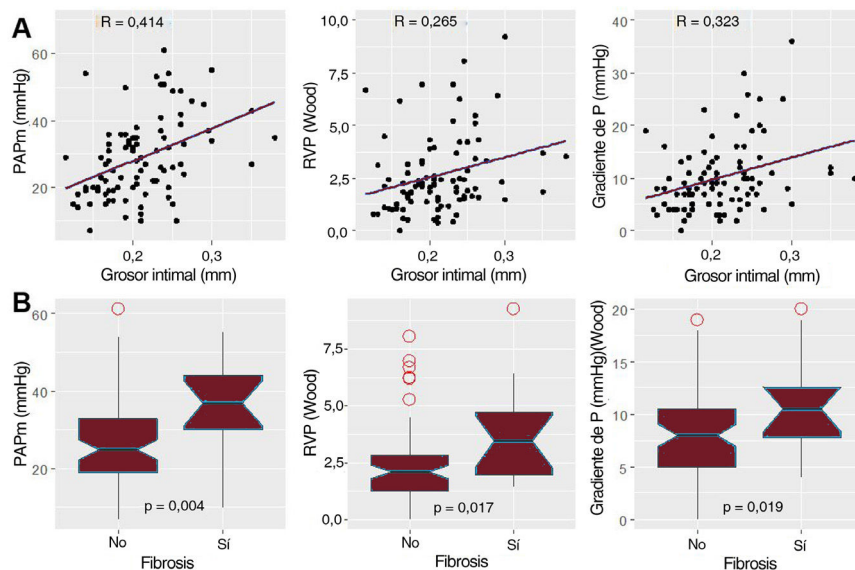 A
R = 0,414
PAPm (mmHg)
60
40
20
0,2
0,3
Grosor intimal (mm)
R = 0,265
RVP (Wood)
10,0
7,5
5,0
2,5
0,0
0,2
0,3
Grosor intimal (mm)
R = 0,323
Gradiente de P (mmHg)
40
30
20
10
0
0,2
0,3
Grosor intimal (mm)
B
PAPm (mmHg)
60
40
20
p = 0,004
No
Sí
Fibrosis
RVP (Wood)
7,5
5,0
2,5
0,0
p = 0,017
No
Sí
Fibrosis
Gradiente de P (mmHg)(Wood)
20
15
10
5
0
p = 0,019
No
Sí
Fibrosis